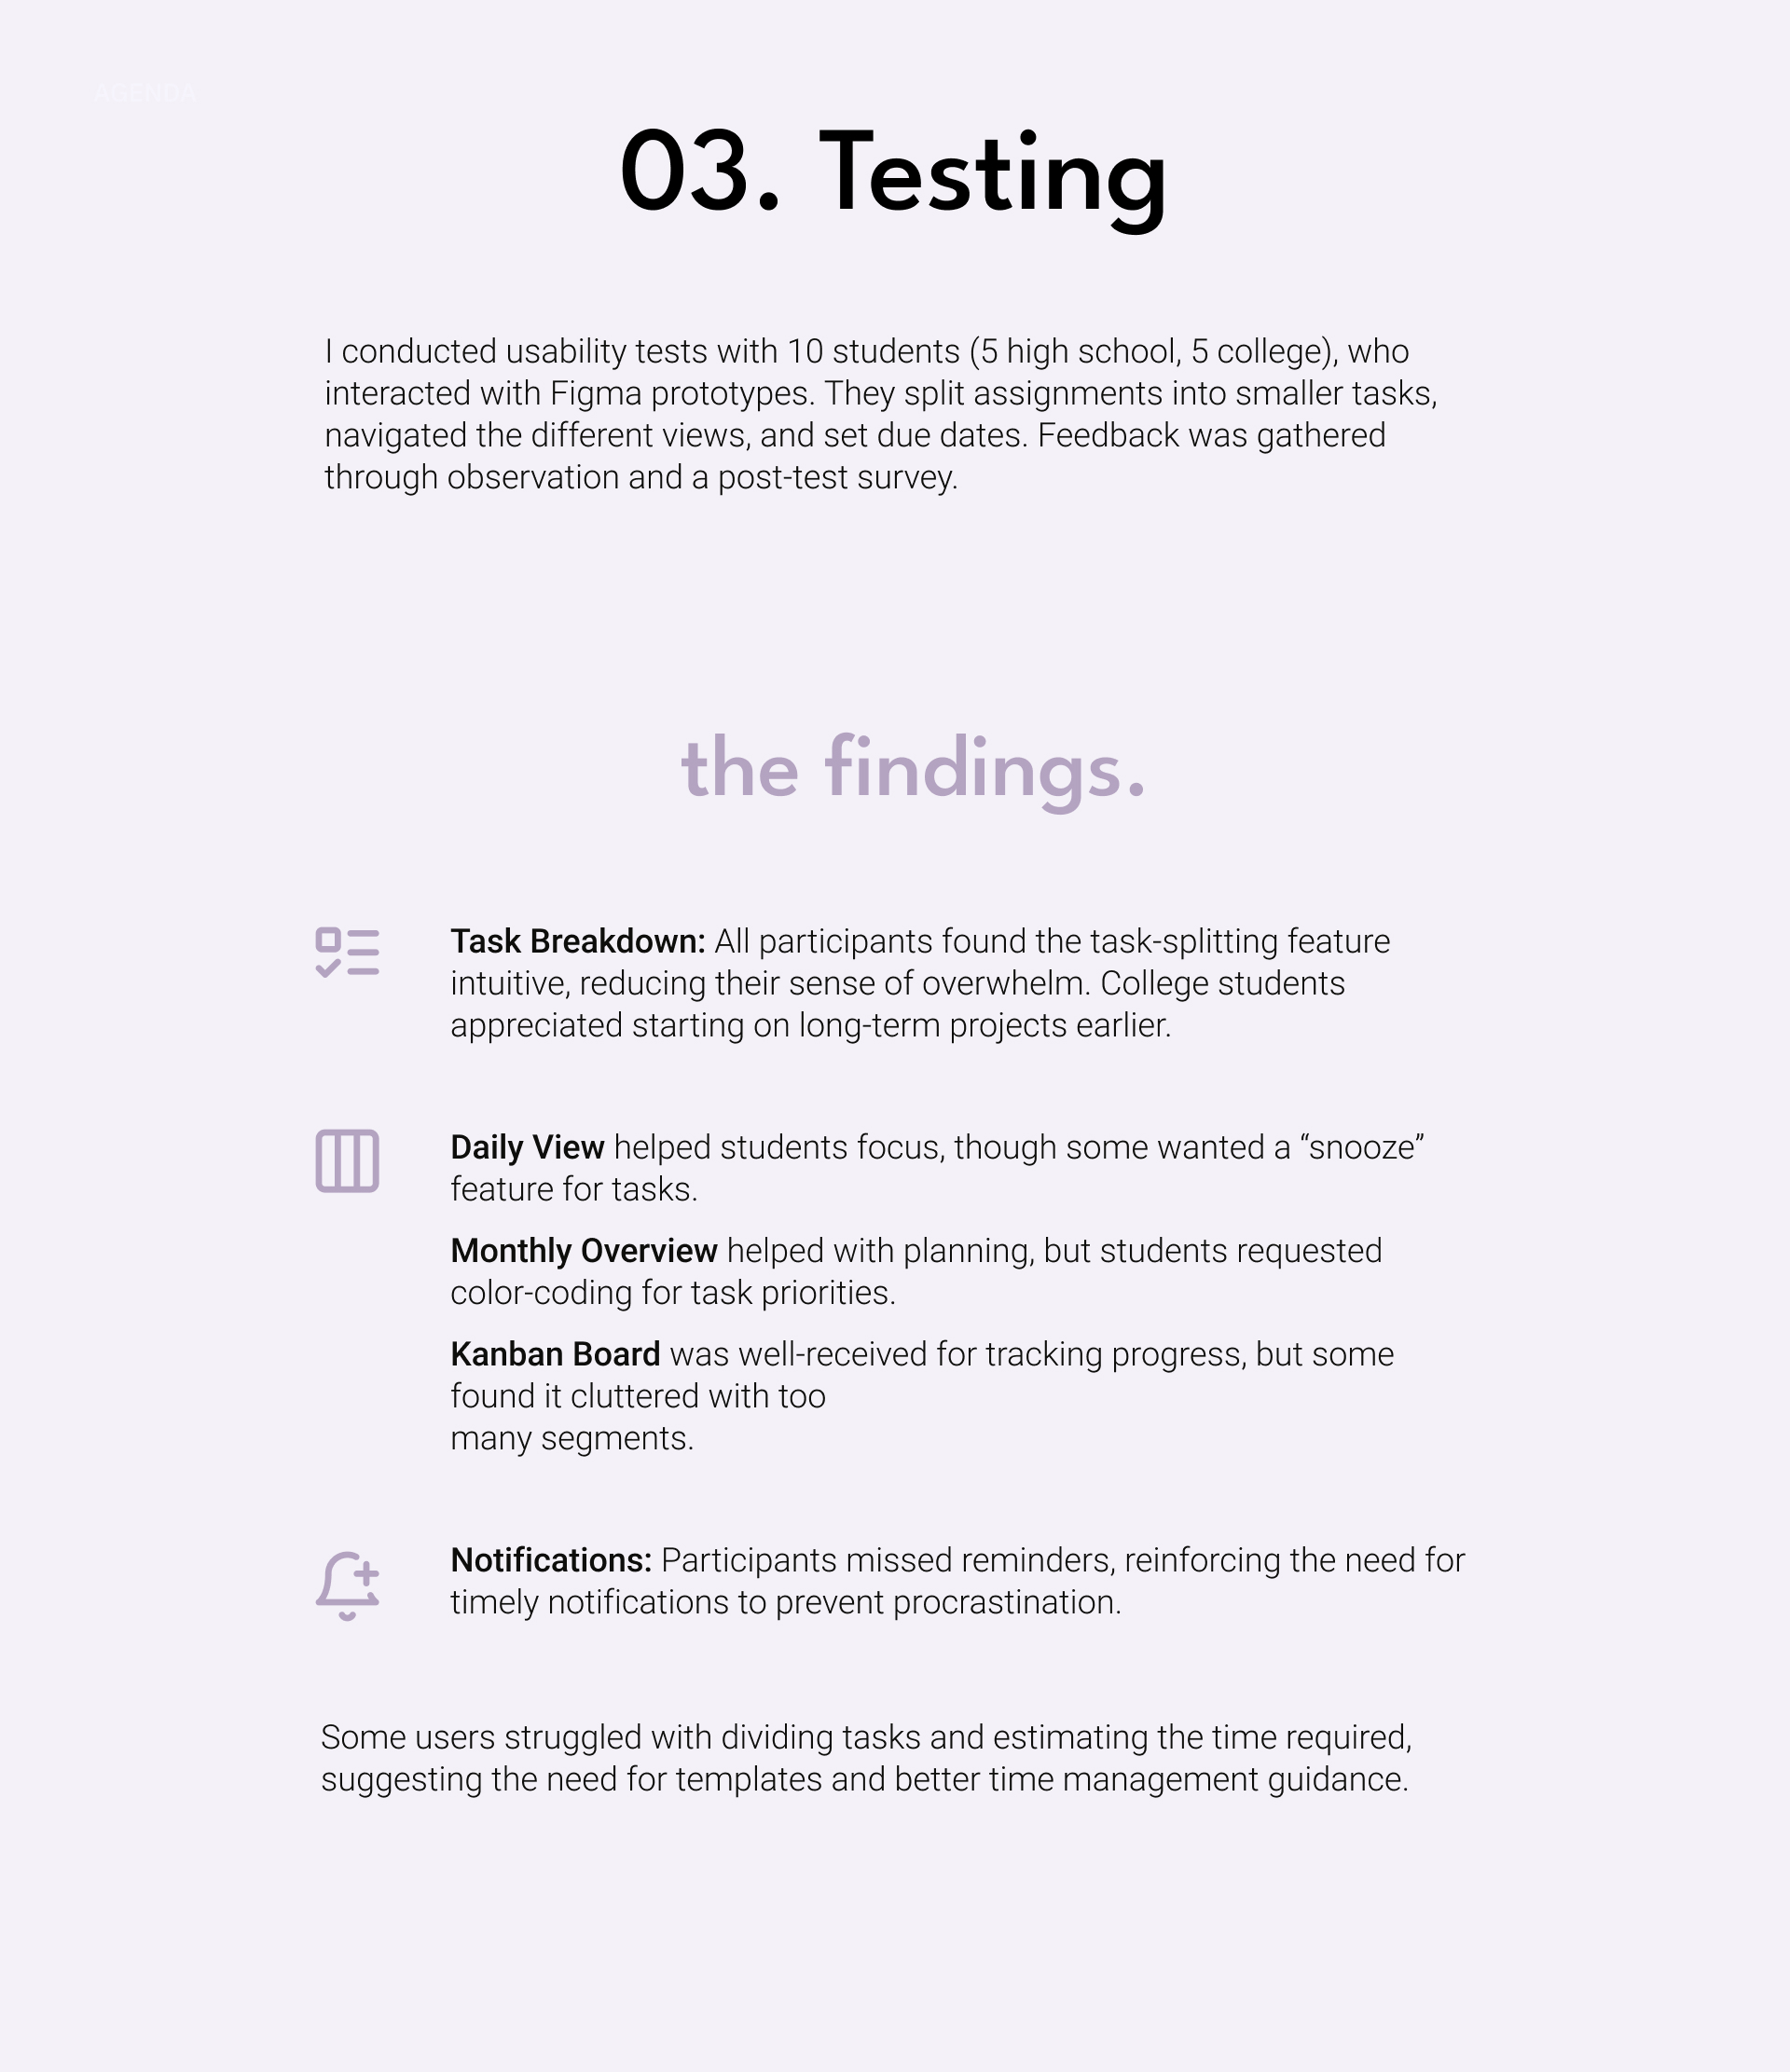 AGENDA
03. Testing
I conducted usability tests with 10 students (5 high school, 5 college), who
interacted with Figma prototypes. They split assignments into smaller tasks,
navigated the different views, and set due dates. Feedback was gathered
through observation and a post-test survey.
the findings.
Task Breakdown: All participants found the task-splitting feature
intuitive, reducing their sense of overwhelm. College students
appreciated starting on long-term projects earlier.
Daily View helped students focus, though some wanted a “snooze”
feature for tasks.
Monthly Overview helped with planning, but students requested
color-coding for task priorities.
Kanban Board was well-received for tracking progress, but some
found it cluttered with too
many segments.
Notifications: Participants missed reminders, reinforcing the need for
timely notifications to prevent procrastination.
Some users struggled with dividing tasks and estimating the time required,
suggesting the need for templates and better time management guidance.